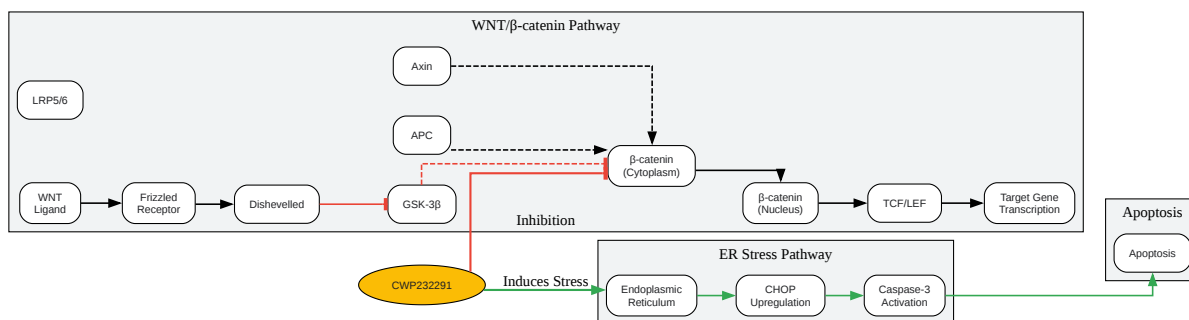 WNT/β-catenin Pathway
Axin
LRP5/6
APC
β-catenin
(Cytoplasm)
WNT
Ligand
Frizzled
Receptor
Dishevelled
GSK-3β
β-catenin
(Nucleus)
TCF/LEF
Target Gene
Transcription
Inhibition
Apoptosis
Apoptosis
ER Stress Pathway
CWP232291
Induces Stress
Endoplasmic
Reticulum
CHOP
Upregulation
Caspase-3
Activation